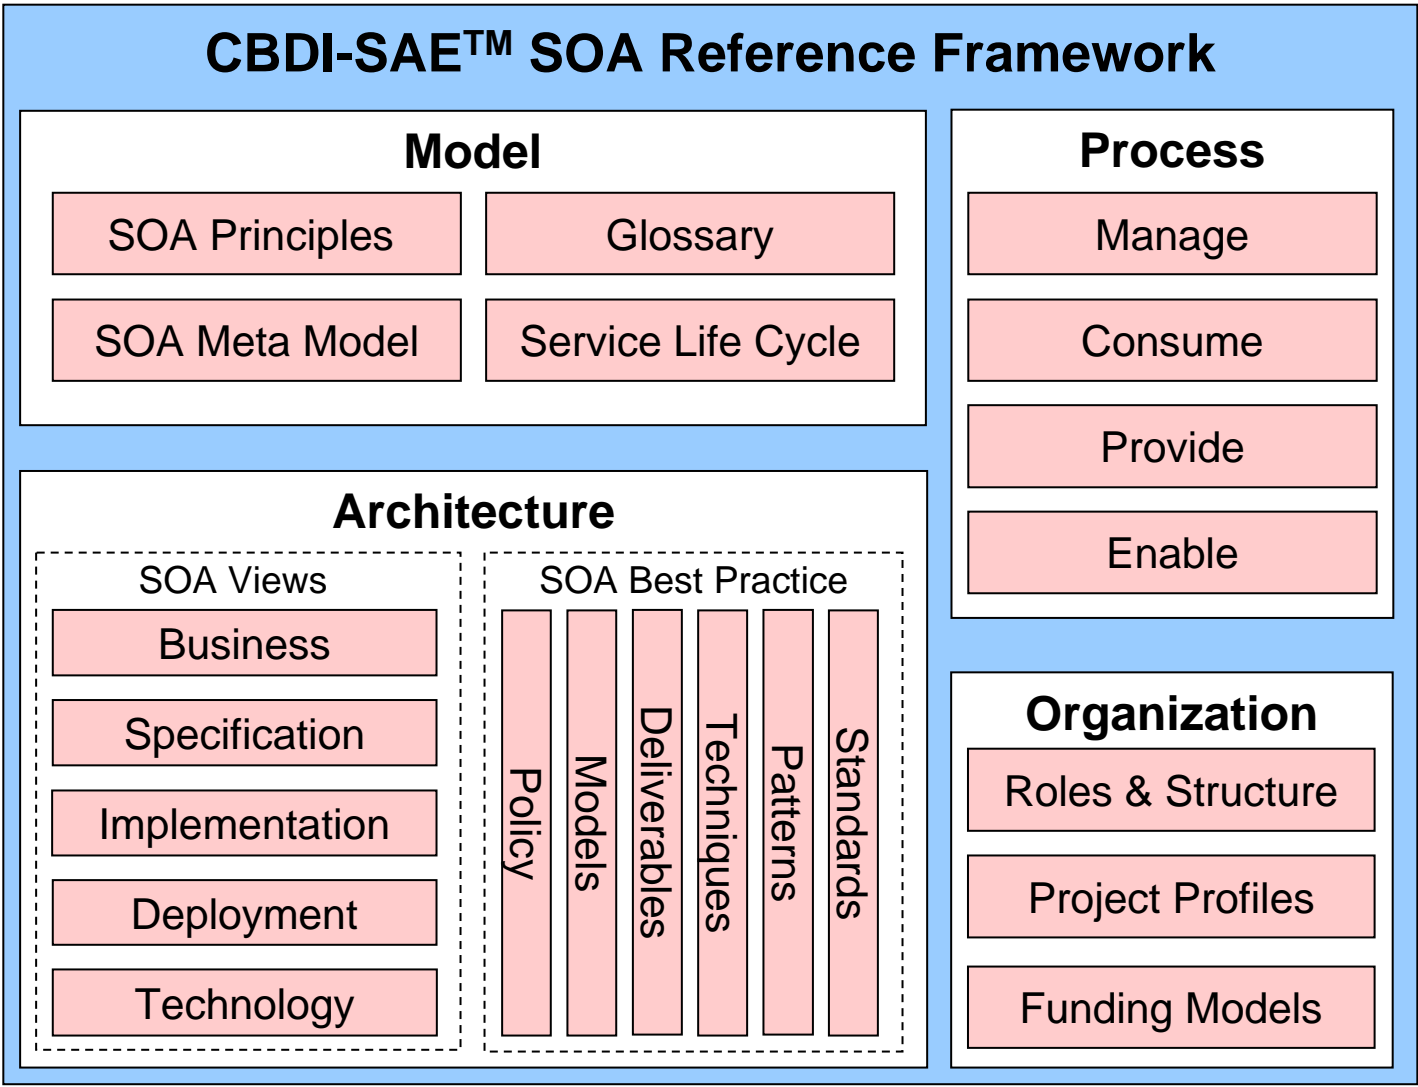 CBDI-SAE™ SOA Reference Framework
Model
SOA Principles
Glossary
SOA Meta Model
Service Life Cycle
Process
Manage
Consume
Provide
Enable
Architecture
SOA Views
Business
Specification
Implementation
Deployment
Technology
SOA Best Practice
Policy
Models
Deliverables
Techniques
Patterns
Standards
Organization
Roles & Structure
Project Profiles
Funding Models